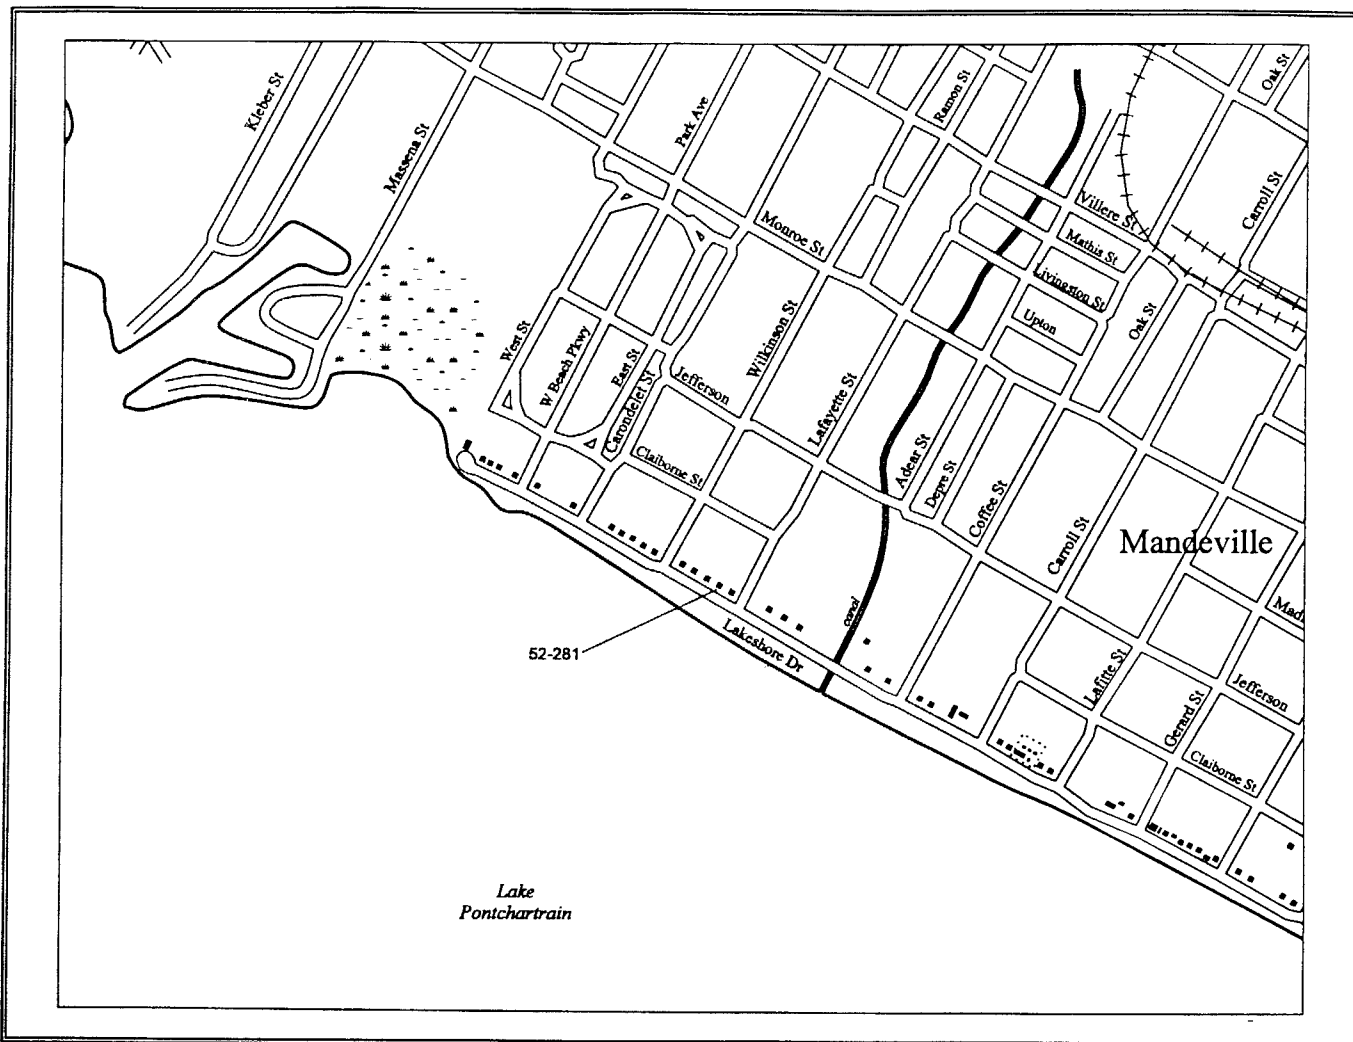 Kleber St
Massena St
Park Ave
Ramon St
Oak St
Carroll St
Villere St
Mathis St
Livingston St
Upton
Oak St
Monroe St
West St
W Beach Pkwy
East St
Carondelet St
Jefferson
Wilkinson St
Lafayette St
Claiborne St
Adear St
Depre St
Coffee St
Carroll St
Mandeville
Madi
canal
Lakeshore Dr
52-281
Lafitte St
Gerard St
Jefferson
Claiborne St
Lake
Pontchartrain